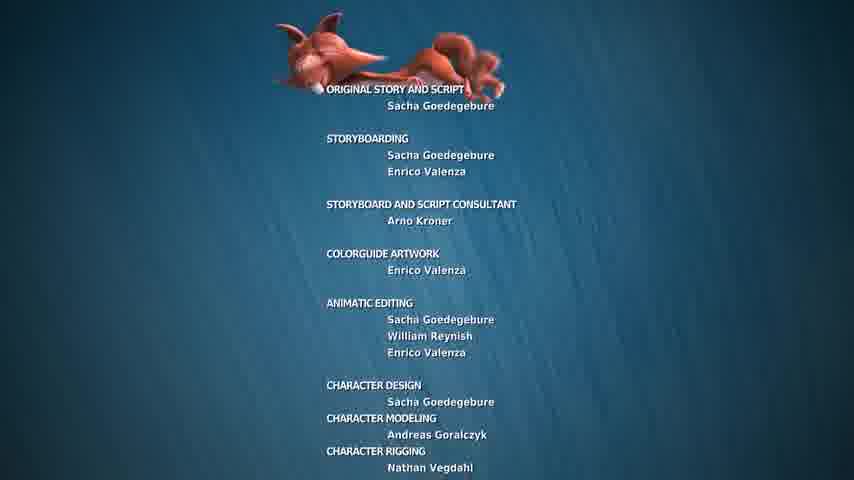 ORIGINAL STORY AND SCRIPT
Sacha Goedegebure
STORYBOARDING
Sacha Goedegebure
Enrico Valenza
STORYBOARD AND SCRIPT CONSULTANT
Arno Kroner
COLORGUIDE ARTWORK
Enrico Valenza
ANIMATIC EDITING
Sacha Goedegebure
William Reynish
Enrico Valenza
CHARACTER DESIGN
Sacha Goedegebure
CHARACTER MODELING
Andreas Goralczyk
CHARACTER RIGGING
Nathan Vegdahl